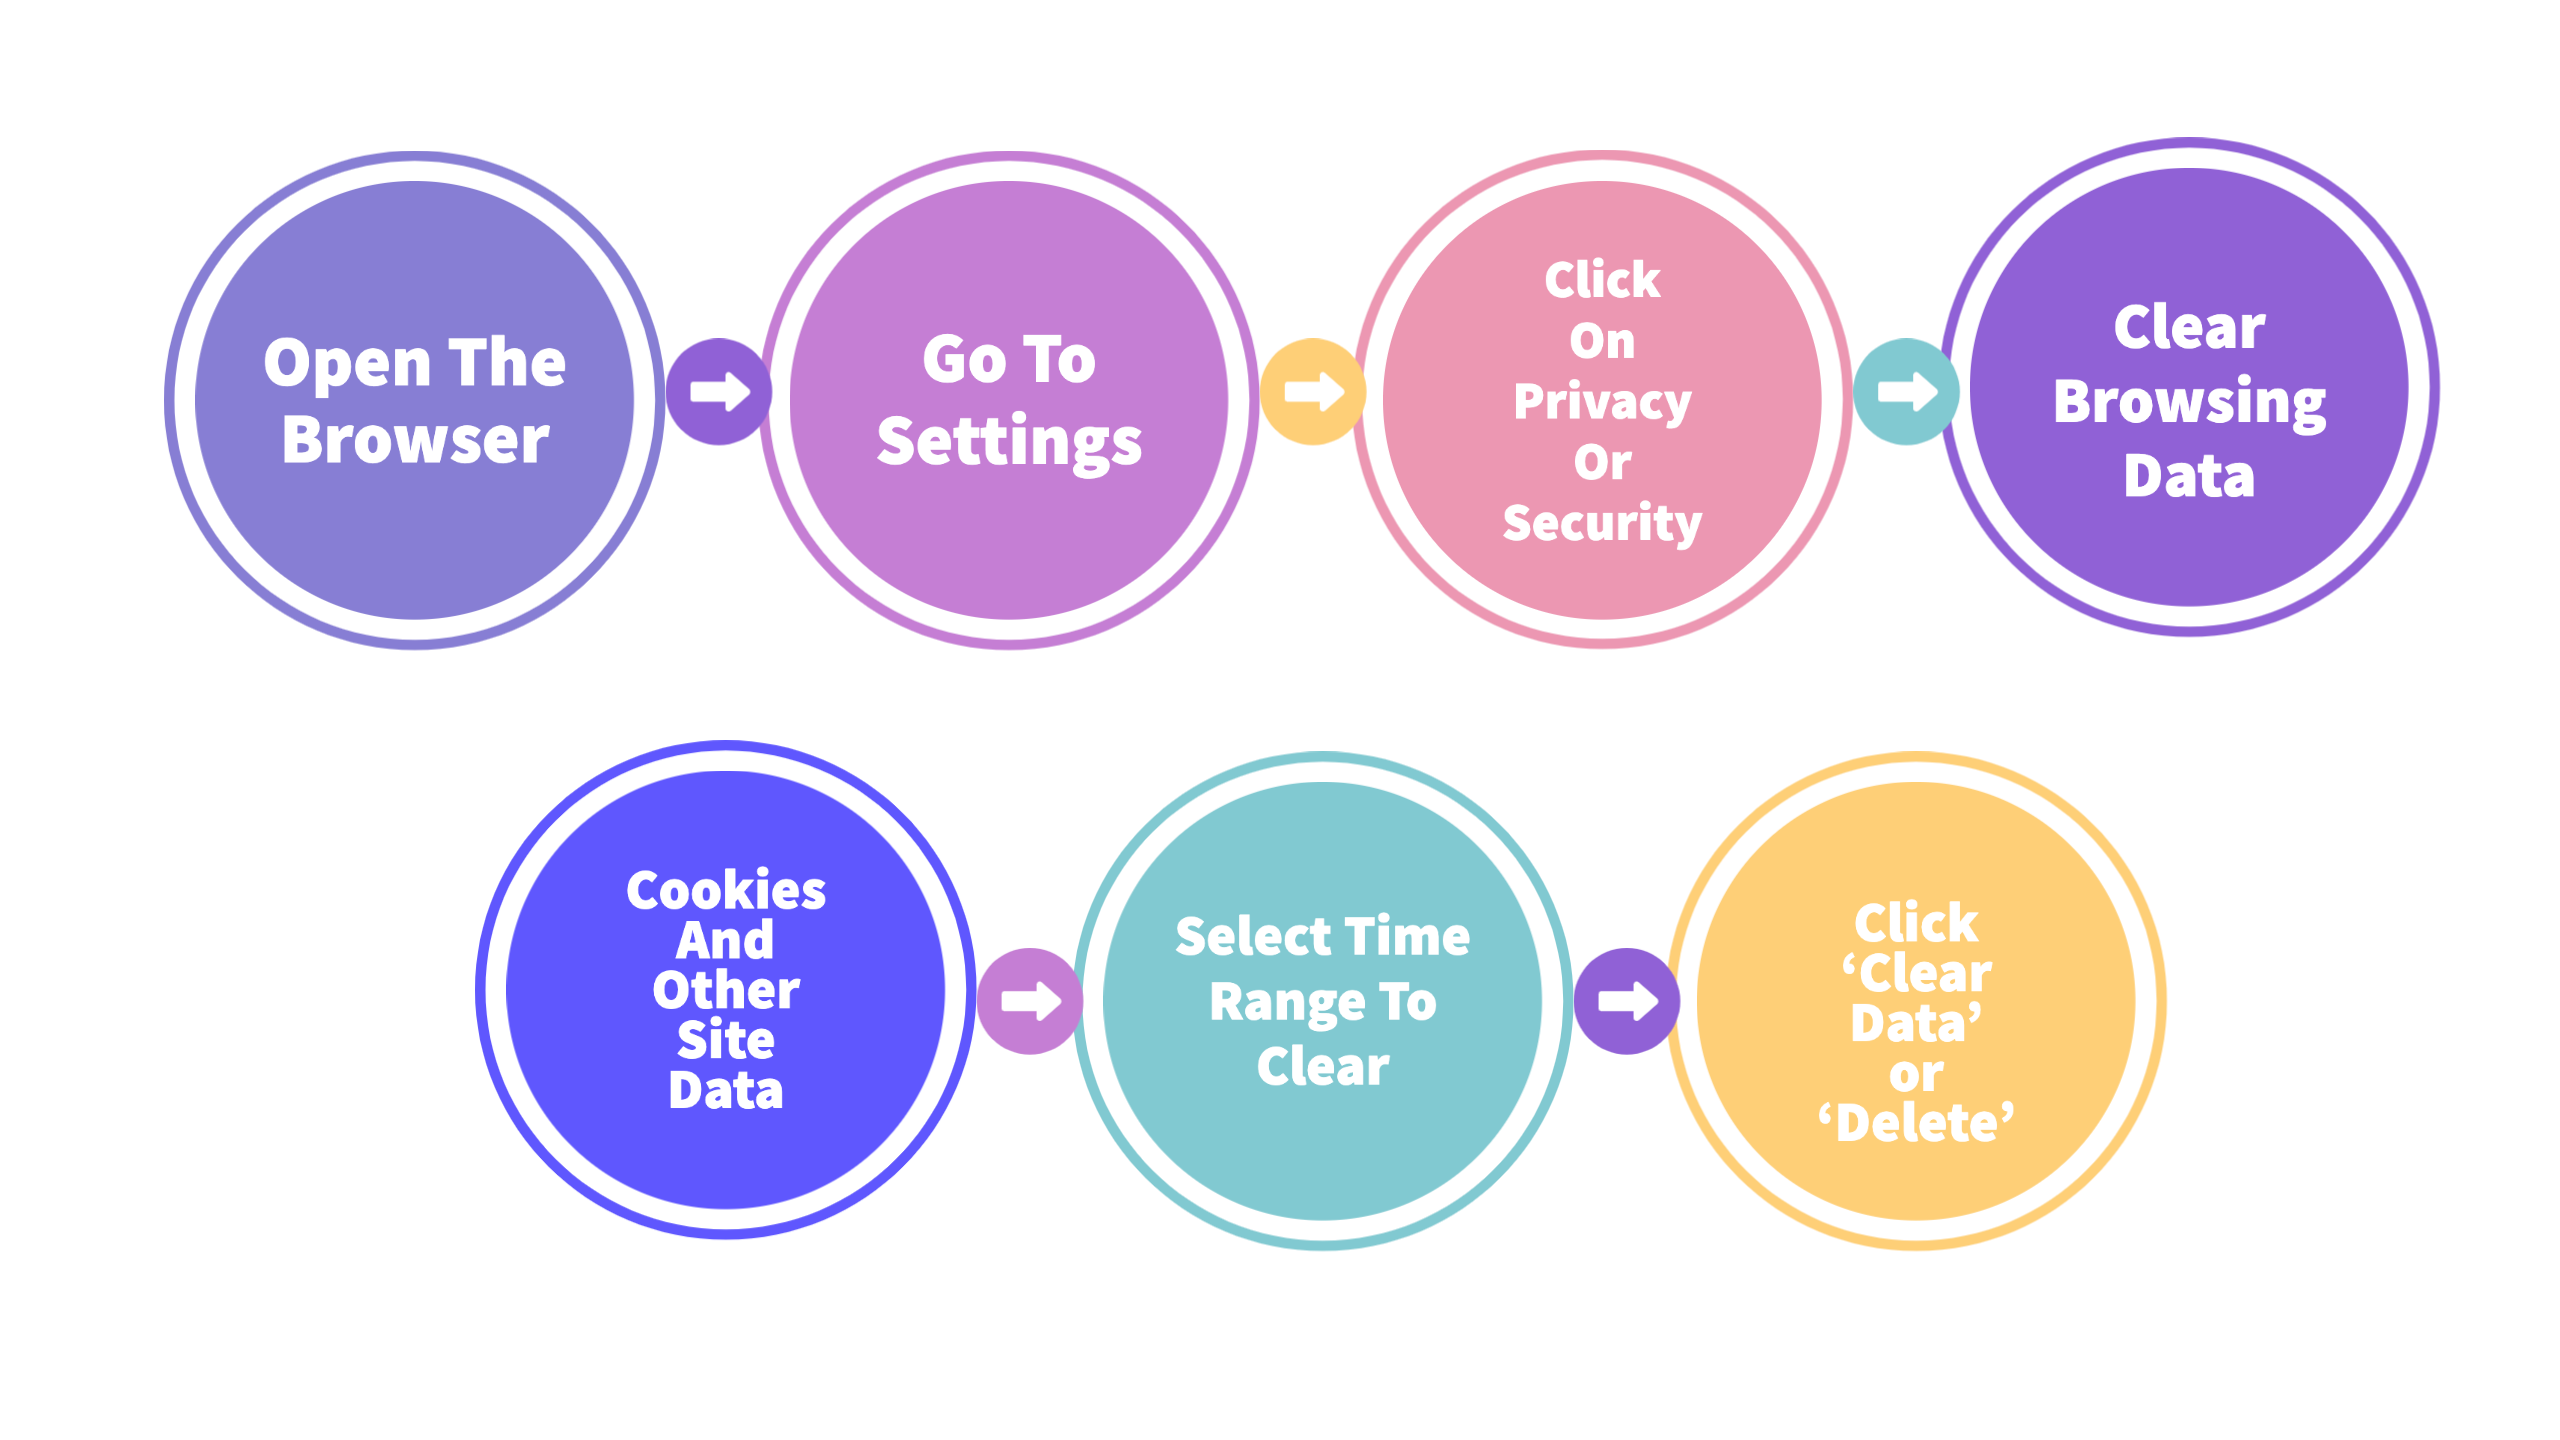 Open The
Browser
Go To
Settings
Click
On
Privacy
Or
Security
Clear
Browsing
Data
Cookies
And
Other
Site
Data
Select Time
Range To
Clear
Click
‘Clear
Data’
or
‘Delete’